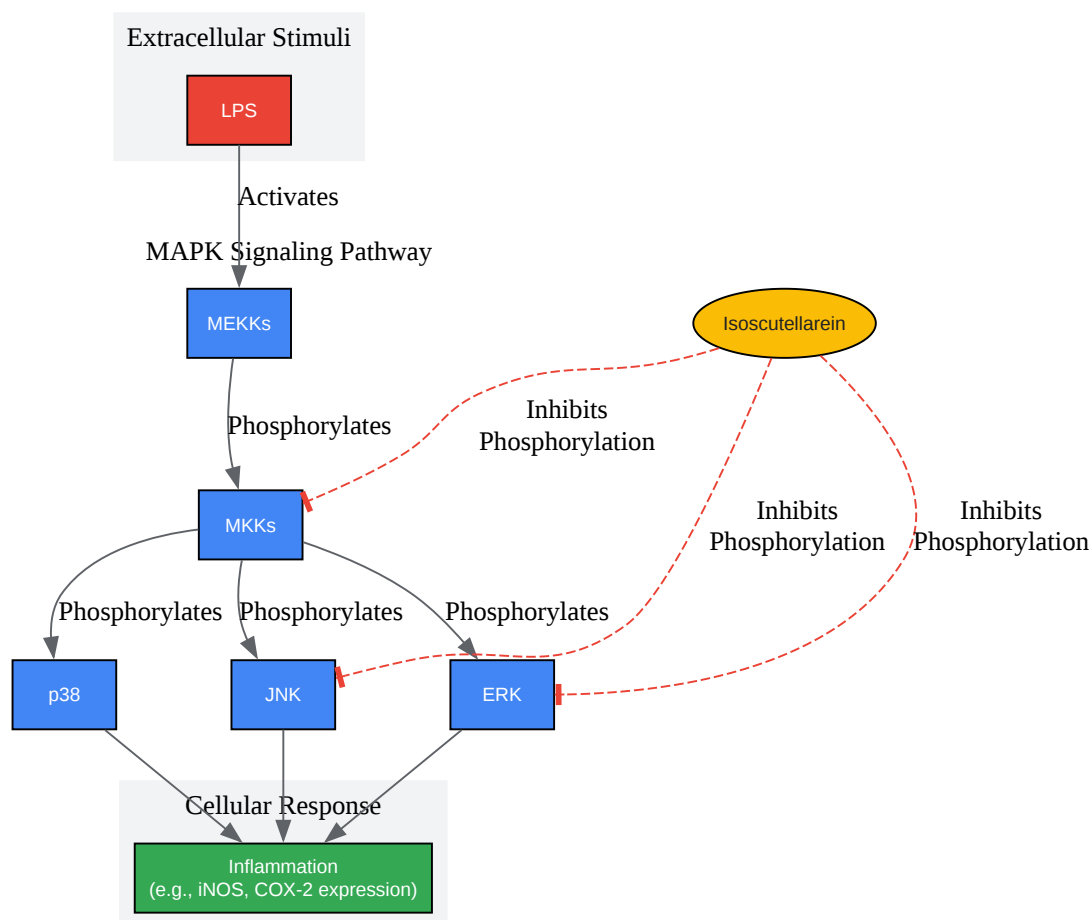 Extracellular Stimuli
LPS
Activates
MAPK Signaling Pathway
MEKKs
Isoscutellarein
Phosphorylates
Inhibits
Phosphorylation
MKKs
Inhibits
Phosphorylation
Inhibits
Phosphorylation
Phosphorylates
Phosphorylates
Phosphorylates
p38
JNK
ERK
Cellular Response
Inflammation
(e.g., iNOS, COX-2 expression)